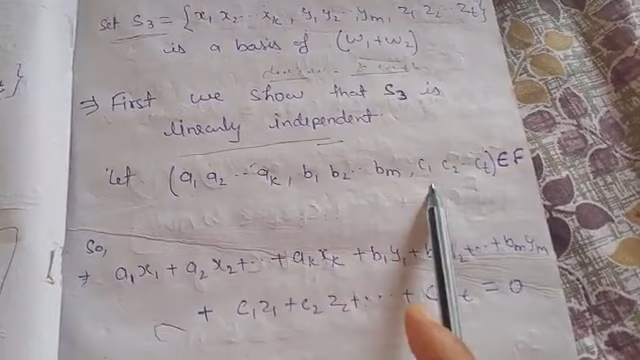 set S₃ = {x₁ x₂ ⋯ xₖ, y₁ y₂ ⋯ yₘ, z₁ z₂ ⋯ zₜ}
is a basis of (W₁+W₂)
⇒ First we show that S₃ is
linearly independent.
Let (a₁ a₂ ⋯ aₖ, b₁ b₂ ⋯ bₘ, c₁ c₂ ⋯ cₜ) ∈ F
So,
⇒ a₁x₁ + a₂x₂ + ⋯ + aₖxₖ + b₁y₁ + ₂ + ⋯ + bₘyₘ
+ c₁z₁ + c₂z₂ + ⋯ + c ₜ = 0